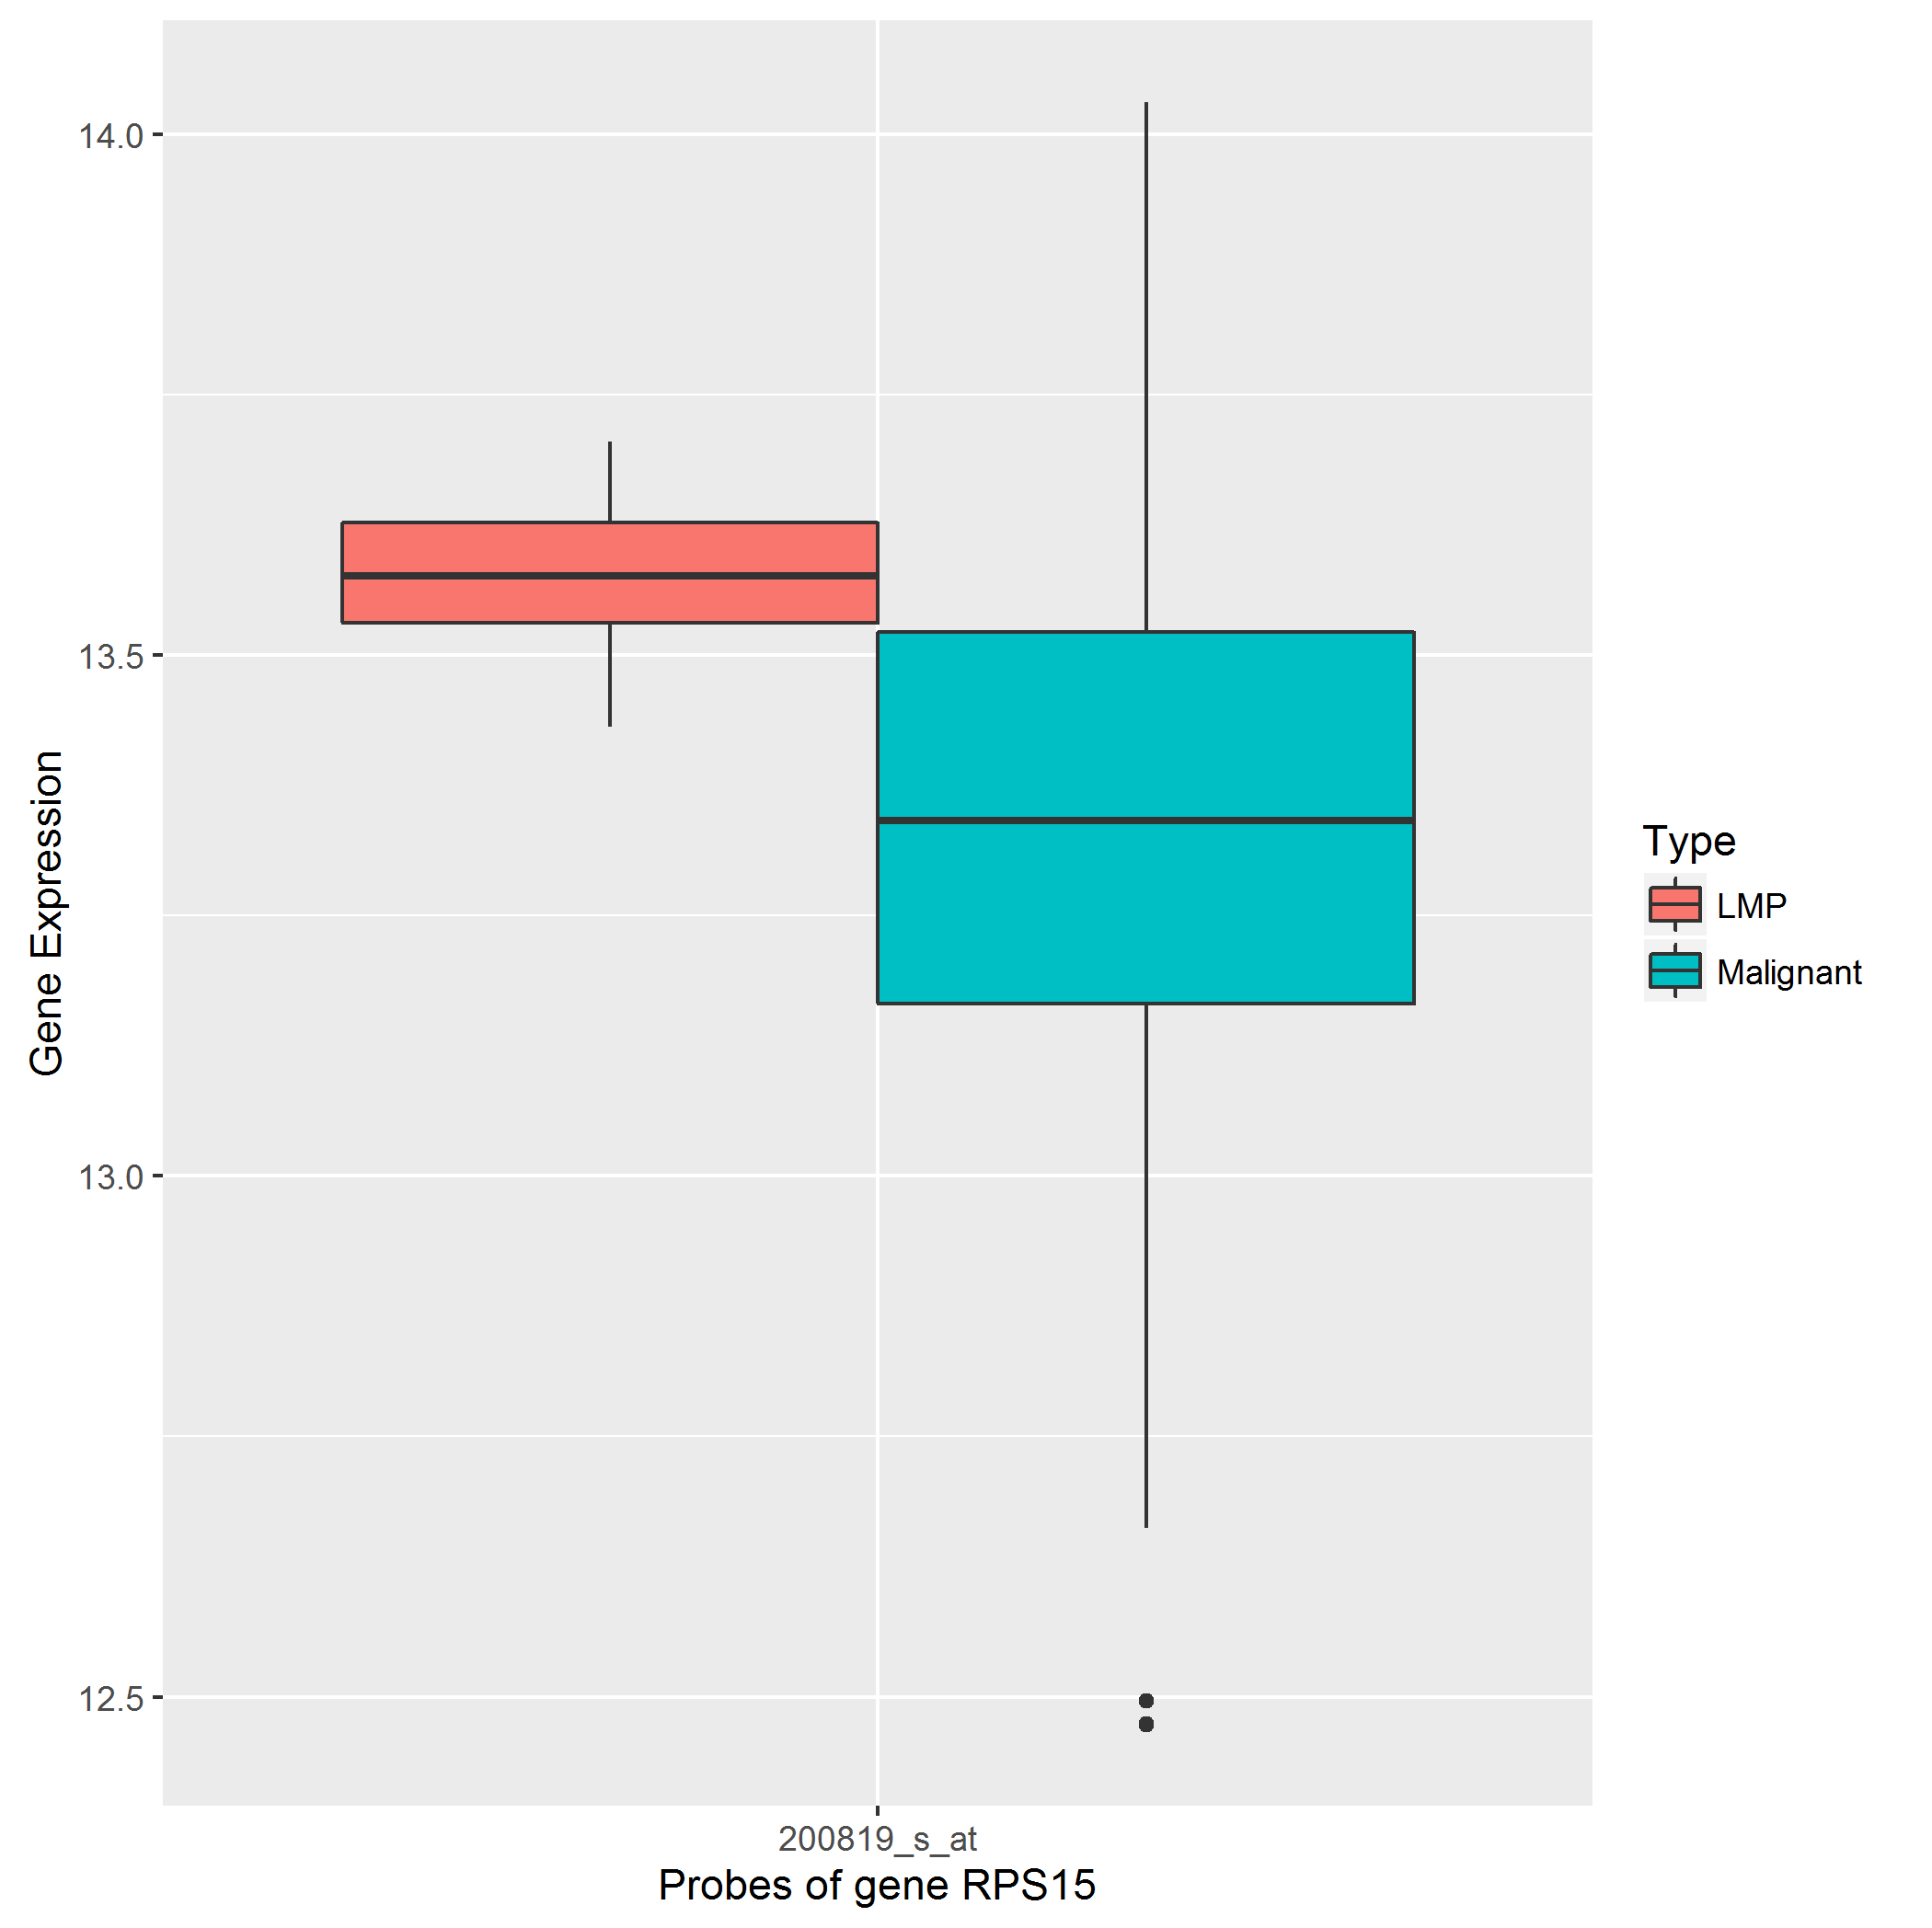 14.0
13.5
13.0
12.5
Gene Expression
200819_s_at
Probes of gene RPS15
Type
LMP
Malignant